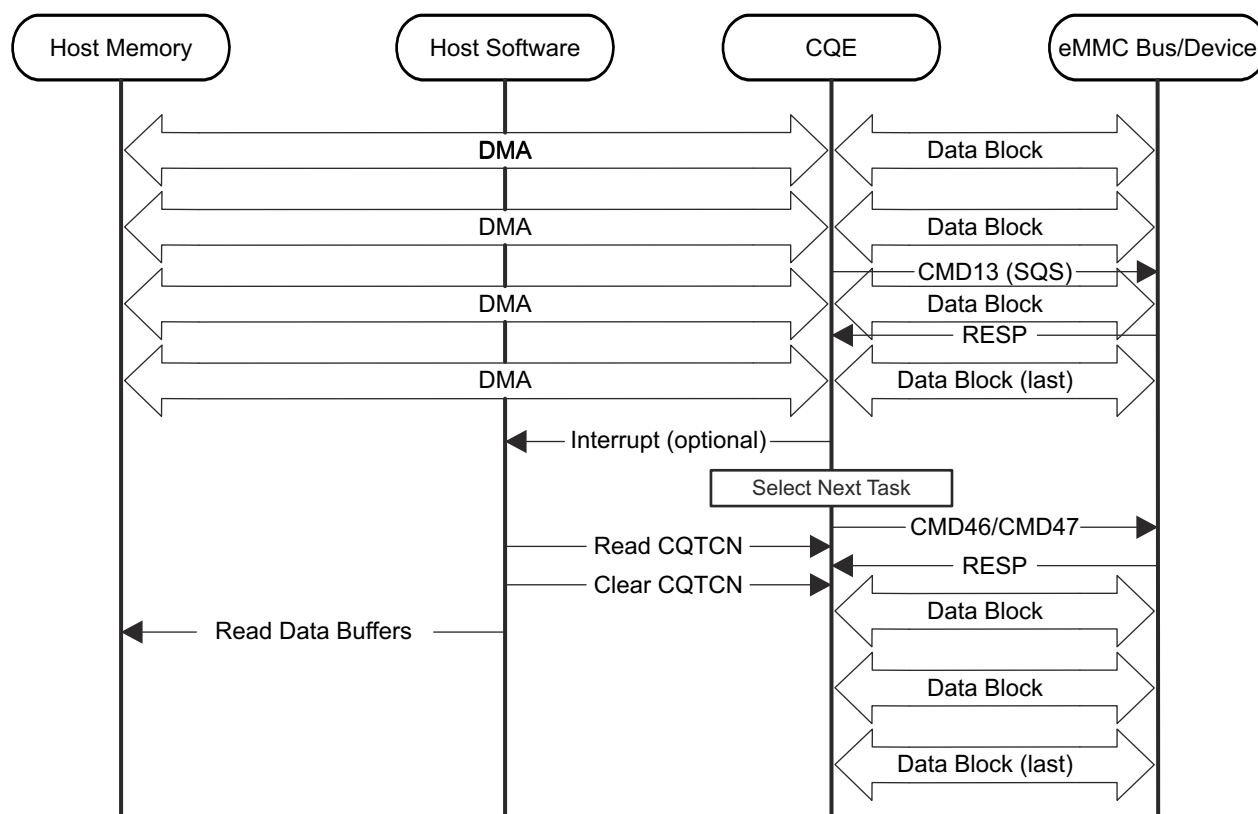 Host Memory
Host Software
CQE
eMMC Bus/Device
DMA
Data Block
DMA
Data Block
CMD13 (SQS)
DMA
Data Block
RESP
DMA
Data Block (last)
Interrupt (optional)
Select Next Task
CMD46/CMD47
Read CQTCN
RESP
Clear CQTCN
Data Block
Read Data Buffers
Data Block
Data Block (last)